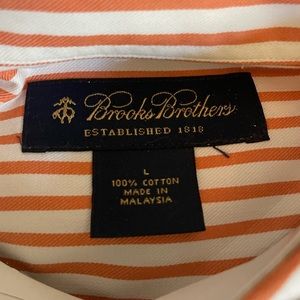 Brooks Brothers
ESTABLISHED 1818
L
100% COTTON
MADE IN
MALAYSIA